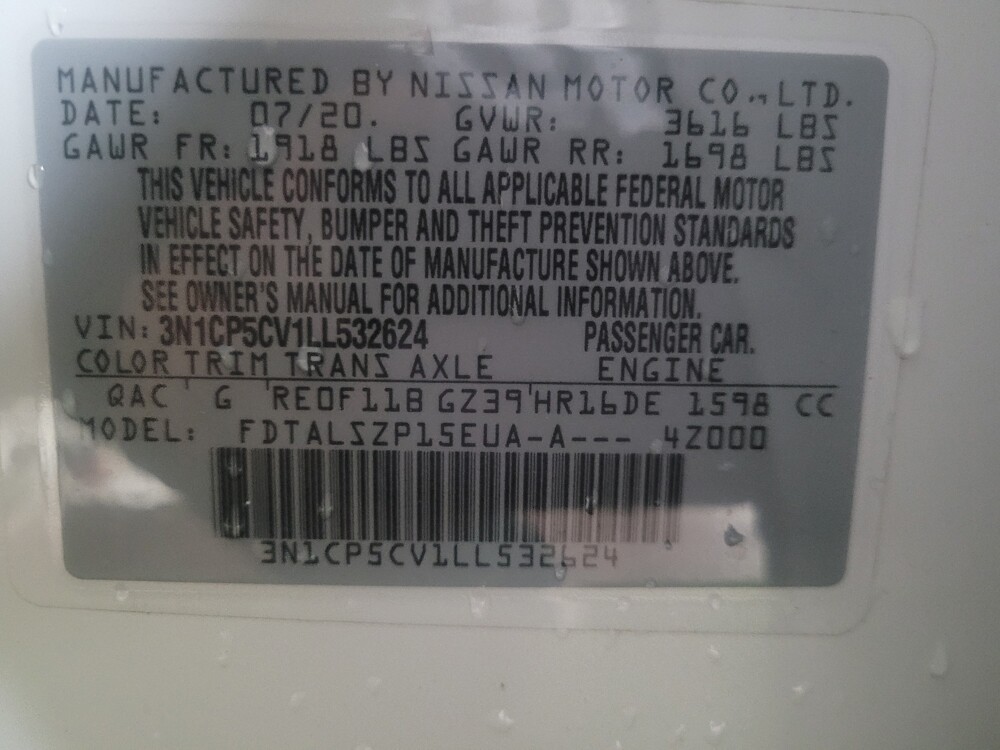 MANUFACTURED BY NISSAN MOTOR CO.,LTD.
DATE: 07/20. GVWR: 3616 LBS
GAWR FR: 1918 LBS GAWR RR: 1698 LBS
THIS VEHICLE CONFORMS TO ALL APPLICABLE FEDERAL MOTOR
VEHICLE SAFETY, BUMPER AND THEFT PREVENTION STANDARDS
IN EFFECT ON THE DATE OF MANUFACTURE SHOWN ABOVE.
SEE OWNER'S MANUAL FOR ADDITIONAL INFORMATION.
VIN: 3N1CP5CV1LL532624 PASSENGER CAR.
COLOR TRIM TRANS AXLE ENGINE
QAC ' G 'RE0F11B GZ39'HR16DE 1598 CC
MODEL: FDTALSZP15EUA-A--- 4Z000
3N1CP5CV1LL532624